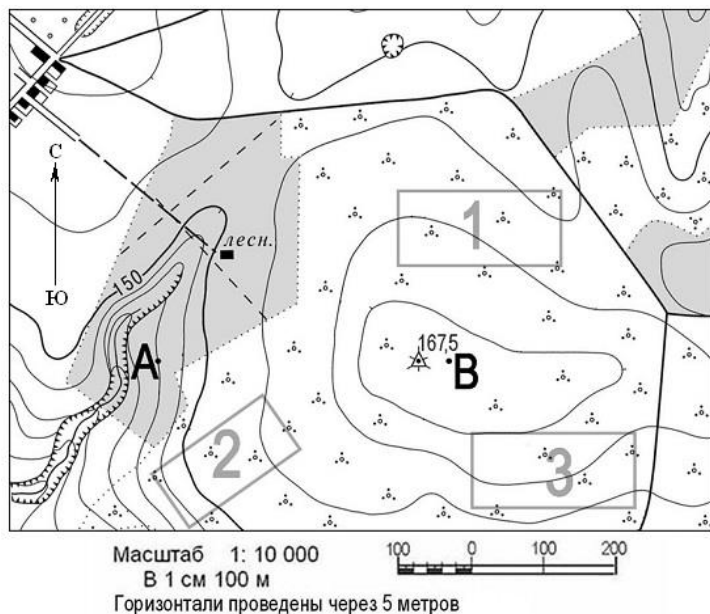 С
Ю
150
лесн.
А
1
167,5
В
2
3
Масштаб 1: 10 000
В 1 см 100 м
100 0 100 200
Горизонтали проведены через 5 метров